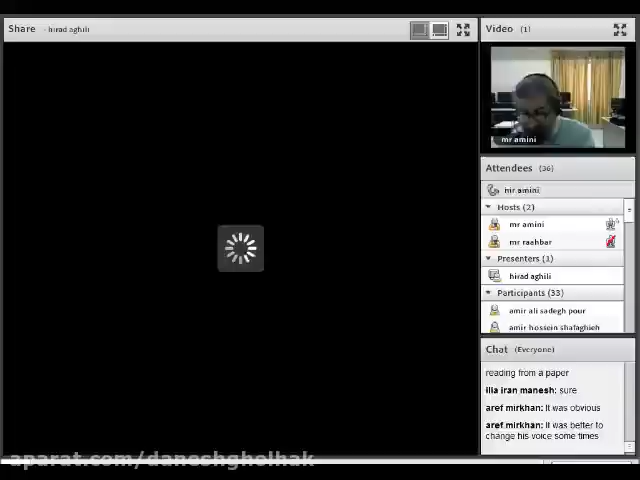 Share - hirad aghili
Video (1)
mr amini
Attendees (36)
mr amini
Hosts (2)
mr amini
mr raahbar
Presenters (1)
hirad aghili
Participants (33)
amir ali sadegh pour
amir hossein shafaghieh
Chat (Everyone)
reading from a paper
ilia iran manesh: sure
aref mirkhan: It was obvious
aref mirkhan: It was better to
change his voice some times
aparat.com/daneshgholhak